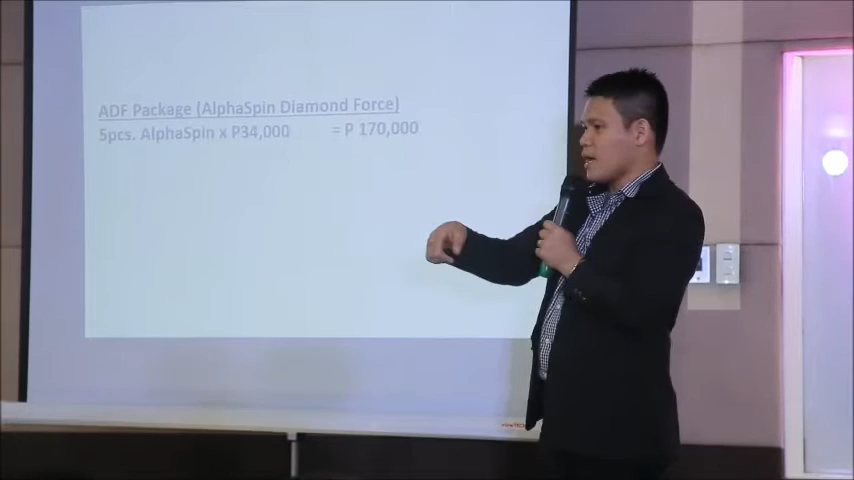 ADF Package (AlphaSpin Diamond Force)
5pcs. AlphaSpin x P34,000 =P 170,000